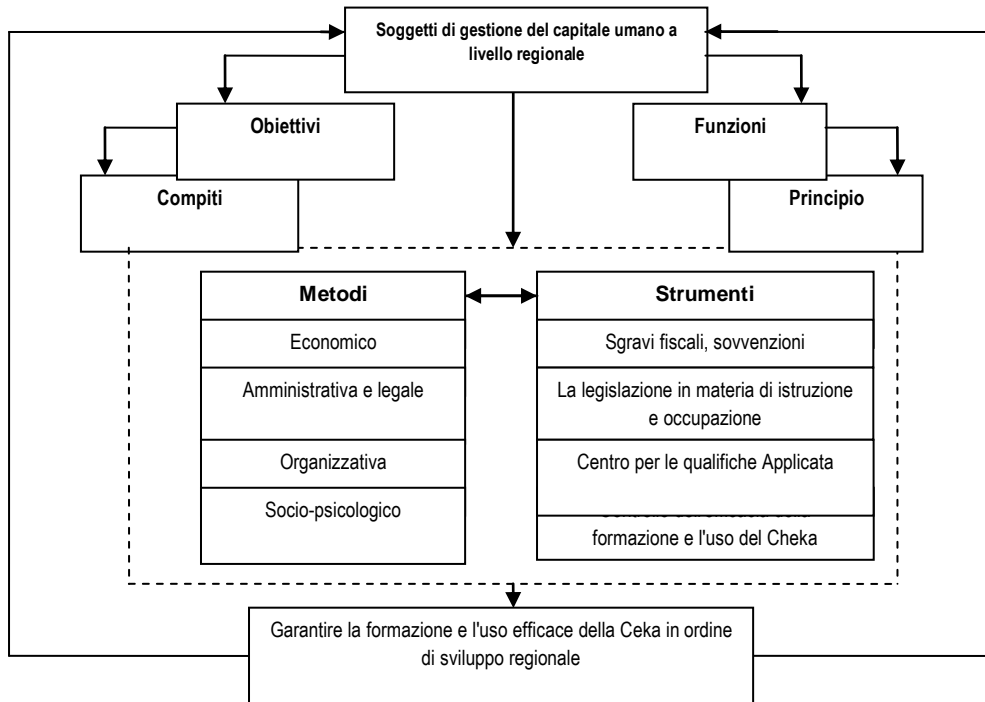 Soggetti di gestione del capitale umano a
livello regionale
Obiettivi
Funzioni
Compiti
Principio
Metodi
Strumenti
Economico
Sgravi fiscali, sovvenzioni
Amministrativa e legale
La legislazione in materia di istruzione
e occupazione
Organizzativa
Centro per le qualifiche Applicata
Socio-psicologico
formazione e l'uso del Cheka
Garantire la formazione e l'uso efficace della Ceka in ordine
di sviluppo regionale